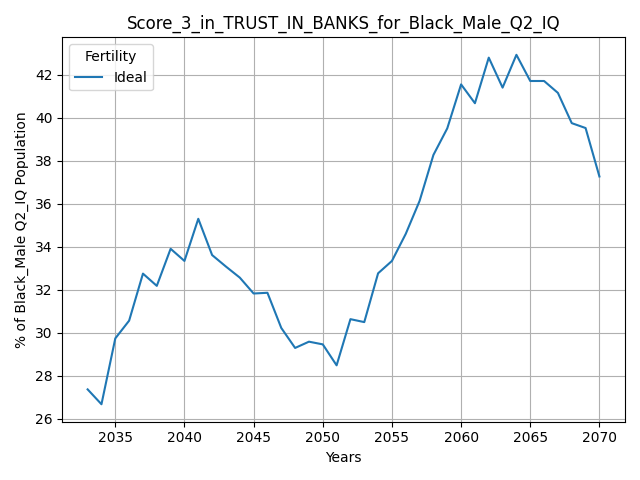 Score_3_in_TRUST_IN_BANKS_for_Black_Male_Q2_IQ
Fertility
Ideal
% of Black_Male Q2_IQ Population
42
40
38
36
34
32
30
28
26
2035 2040 2045 2050 2055 2060 2065 2070
Years